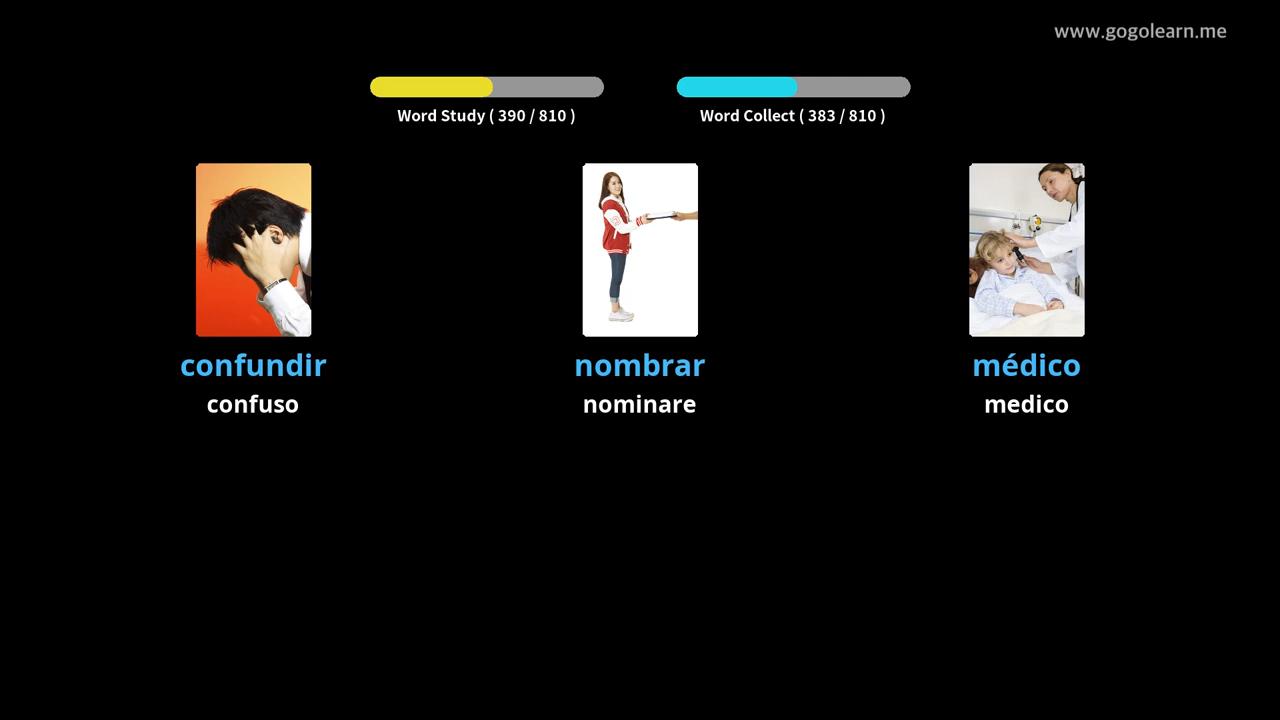 www.gogolearn.me
Word Study ( 390 / 810 )
Word Collect ( 383 / 810 )
confundir
confuso
nombrar
nominare
médico
medico